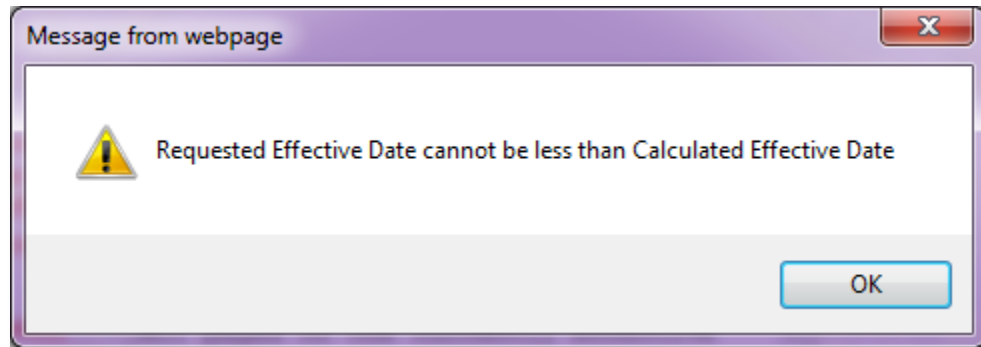 Message from webpage
Requested Effective Date cannot be less than Calculated Effective Date
OK